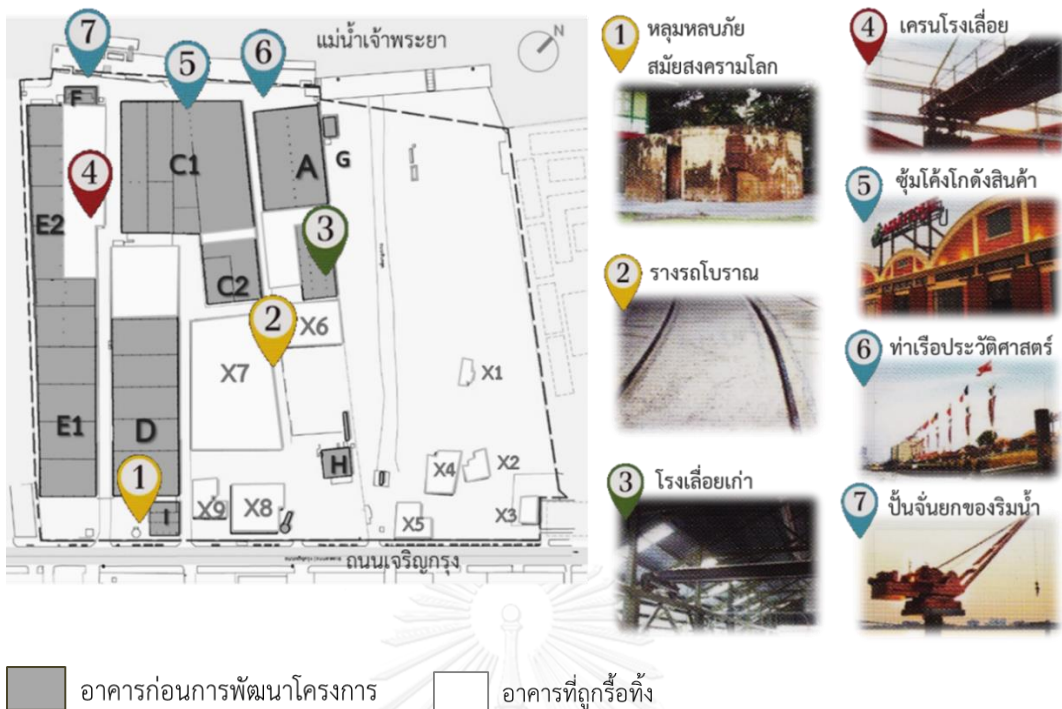 7
5
6
แม่น้ำเจ้าพระยา
N
F
C1
A
G
4
E2
3
C2
2
X6
X7
X1
E1
D
H
X4
X2
1
I
X9
X8
X5
X3
ถนนเจริญกรุง
1 หลุมหลบภัย
สมัยสงครามโลก
2 รางรถโบราณ
3 โรงเลื่อยเก่า
4 เครนโรงเลื่อย
5 ซุ้มโค้งโกดังสินค้า
6 ท่าเรือประวัติศาสตร์
7 ปั้นจั่นยกของริมน้ำ
อาคารก่อนการพัฒนาโครงการ
อาคารที่ถูกรื้อทิ้ง